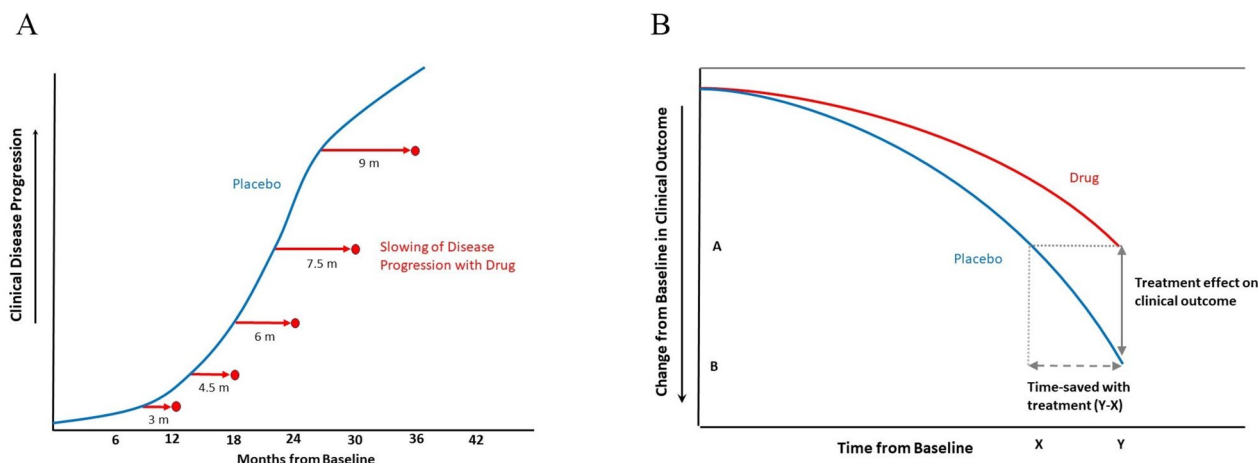 A
Clinical Disease Progression
Placebo
9 m
Slowing of Disease
Progression with Drug
7.5 m
6 m
4.5 m
3 m
6 12 18 24 30 36 42
Months from Baseline
B
Change from Baseline in Clinical Outcome
A
B
Drug
Placebo
Treatment effect on
clinical outcome
Time-saved with
treatment (Y-X)
Time from Baseline X Y